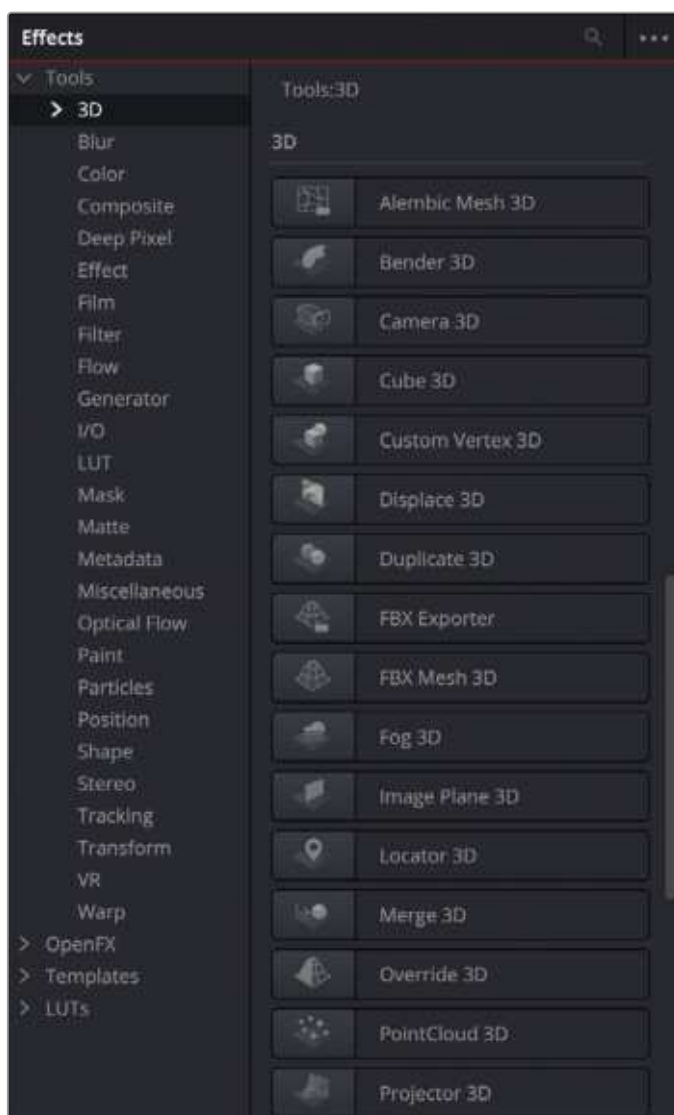 Effects
Tools
3D
Blur
Color
Composite
Deep Pixel
Effect
Film
Filter
Flow
Generator
I/O
LUT
Mask
Matte
Metadata
Miscellaneous
Optical Flow
Paint
Particles
Position
Shape
Stereo
Tracking
Transform
VR
Warp
OpenFX
Templates
LUTs
Tools:3D
3D
Alembic Mesh 3D
Bender 3D
Camera 3D
Cube 3D
Custom Vertex 3D
Displace 3D
Duplicate 3D
FBX Exporter
FBX Mesh 3D
Fog 3D
Image Plane 3D
Locator 3D
Merge 3D
Override 3D
PointCloud 3D
Projector 3D